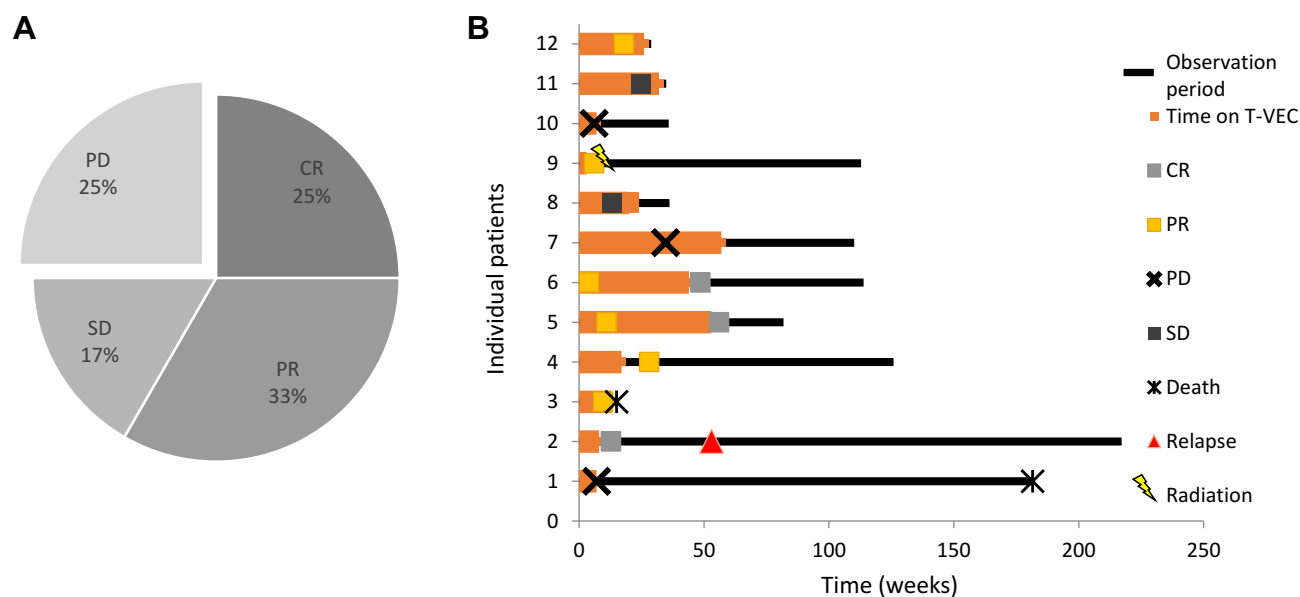 A
PD
25%
CR
25%
SD
17%
PR
33%
B
Individual patients
12
11
10
9
8
7
6
5
4
3
2
1
0
0
50
100
150
200
250
Time (weeks)
Observation
period
Time on T-VEC
CR
PR
PD
SD
Death
Relapse
Radiation